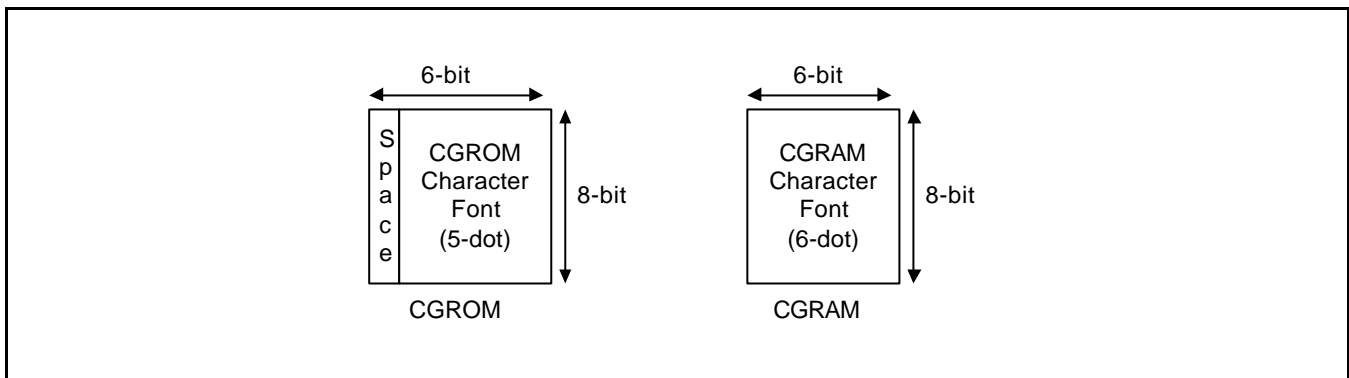 6-bit
Space
CGROM
Character
Font
(5-dot)
8-bit
CGROM
6-bit
CGRAM
Character
Font
(6-dot)
8-bit
CGRAM